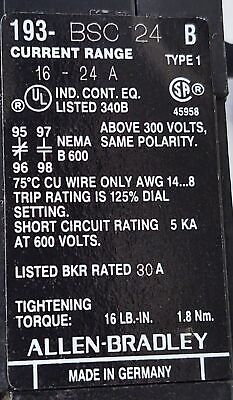 193- BSC 24 B
CURRENT RANGE TYPE 1
16 - 24 A
UL IND. CONT. EQ. SA
LISTED 340B 45958
95 97 ABOVE 300 VOLTS,
NEMA SAME POLARITY.
B 600
96 98
75°C CU WIRE ONLY AWG 14...8
TRIP RATING IS 125% DIAL
SETTING.
SHORT CIRCUIT RATING 5 KA
AT 600 VOLTS.
LISTED BKR RATED 30 A
TIGHTENING
TORQUE: 16 LB.-IN. 1.8 Nm.
ALLEN-BRADLEY
MADE IN GERMANY